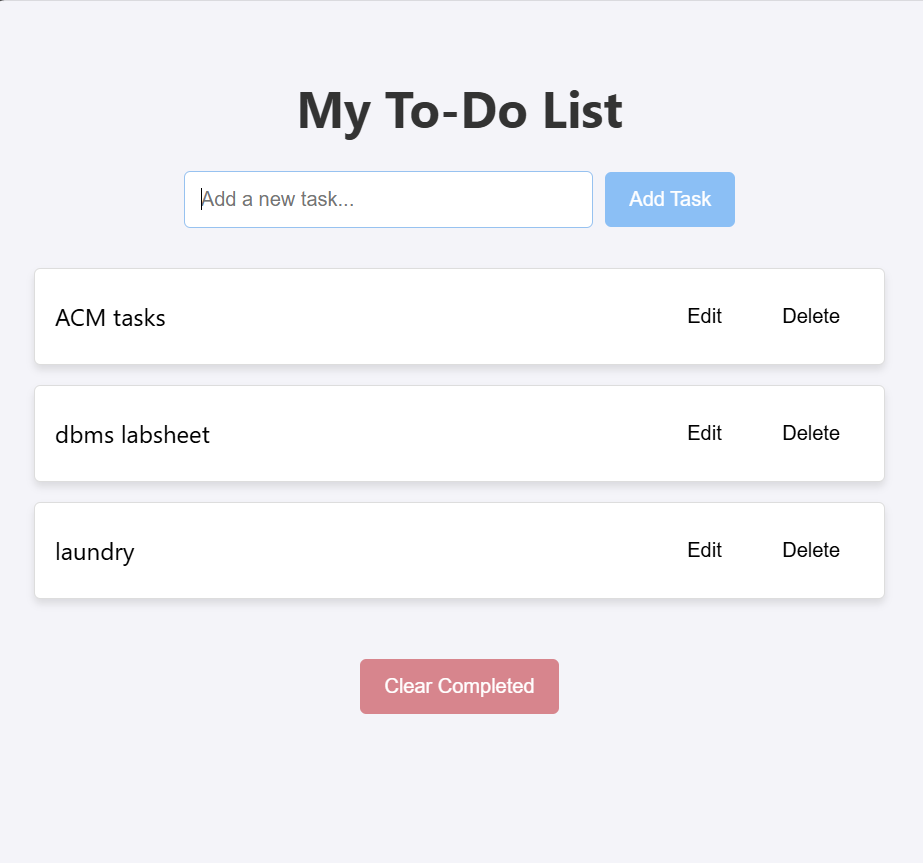 My To-Do List
Add a new task...
Add Task
ACM tasks
Edit
Delete
dbms labsheet
Edit
Delete
laundry
Edit
Delete
Clear Completed